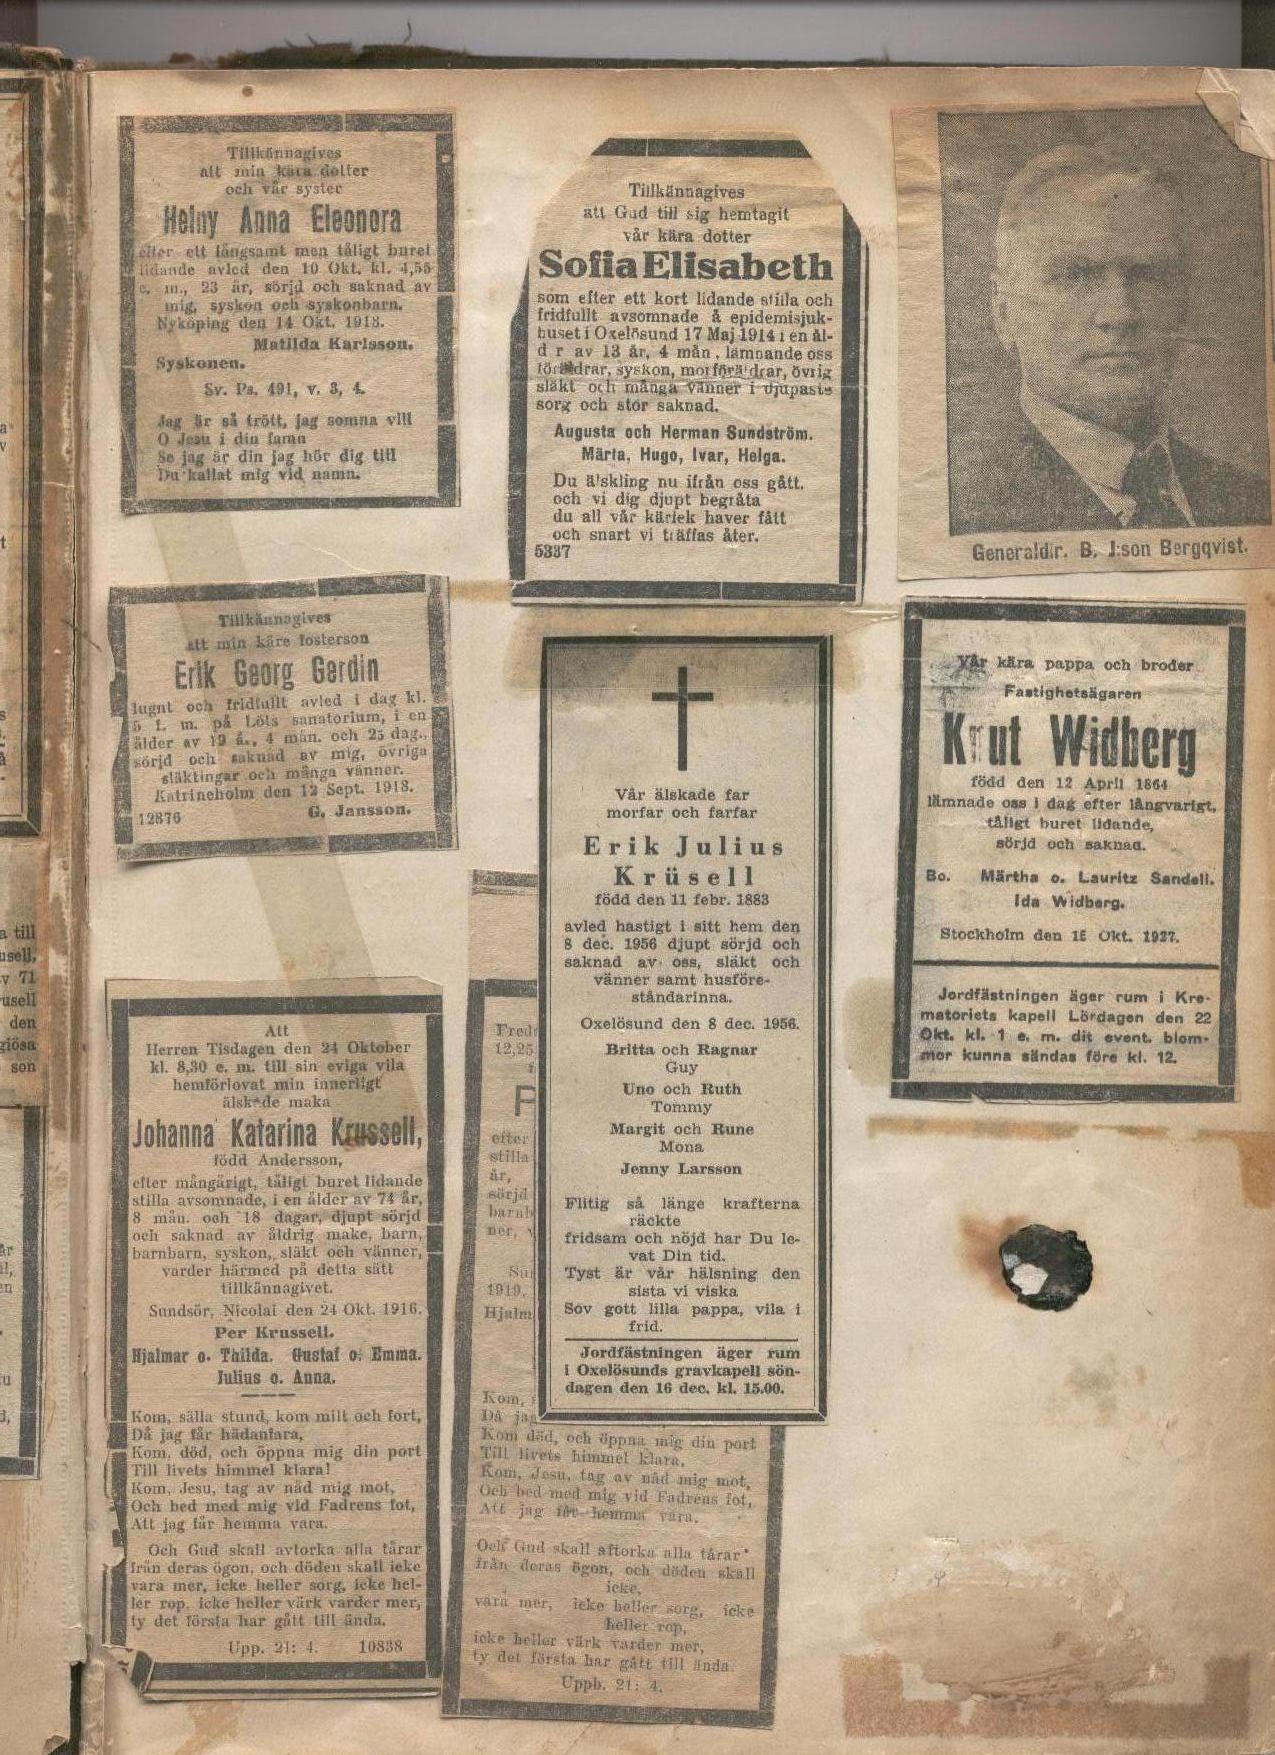 Tillkännagives
att min kära dotter
och vår syster
Helny Anna Eleonora
efter ett långsamt men tåligt buret
lidande avled den 10 Okt. kl. 4,55
e. m., 23 år, sörjd och saknad av
mig, syskon och syskonbarn.
Nyköping den 14 Okt. 1918.
Matilda Karlsson.
Syskonen.
Sv. Ps. 491, v. 3, 4.
Jag är så trött, jag somna vill
O Jesu i din famn
Se jag är din jag hör dig till
Du kallat mig vid namn.
Tillkännagives
att min käre fosterson
Erik Georg Gerdin
lugnt och fridfullt avled i dag kl.
5 f. m. på Löts sanatorium, i en
ålder av 19 å., 4 mån. och 25 dag.,
sörjd och saknad av mig, övriga
släktingar och många vänner.
Katrineholm den 12 Sept. 1918.
12876 G. Jansson.
Att
Herren Tisdagen den 24 Oktober
kl. 8,30 e. m. till sin eviga vila
hemförlovat min innerligt
älskade maka
Johanna Katarina Krussell,
född Andersson,
efter mångårigt, tåligt buret lidande
stilla avsomnade, i en ålder av 74 år,
8 mån. och 18 dagar, djupt sörjd
och saknad av åldrig make, barn,
barnbarn, syskon, släkt och vänner,
varder härmed på detta sätt
tillkännagivet.
Sundsör, Nicolai den 24 Okt. 1916.
Per Krussell.
Hjalmar o. Thilda. Gustaf o. Emma.
Julius o. Anna.
Kom, sälla stund, kom milt och fort,
Då jag får hädanfara,
Kom, död, och öppna mig din port
Till livets himmel klara!
Kom, Jesu, tag av nåd mig mot,
Och bed med mig vid Fadrens fot,
Att jag får hemma vara.
Och Gud skall avtorka alla tårar
från deras ögon, och döden skall icke
vara mer, icke heller sorg, icke hel-
ler rop, icke heller värk varder mer,
ty det första har gått till ända.
Upp. 21: 4. 10838
Tillkännagives
att Gud till sig hemtagit
vår kära dotter
Sofia Elisabeth
som efter ett kort lidande stilla och
fridfullt avsomnade å epidemisjuk-
huset i Oxelösund 17 Maj 1914 i en ål-
d r av 13 år, 4 mån, lämnande oss
föräldrar, syskon, morföräldrar, övrig
släkt och många vänner i djupaste
sorg och stor saknad.
Augusta och Herman Sundström.
Märta, Hugo, Ivar, Helga.
Du älskling nu ifrån oss gått.
och vi dig djupt begråta
du all vår kärlek haver fått
och snart vi träffas åter.
5337
Vår älskade far
morfar och farfar
Erik Julius
Krüsell
född den 11 febr. 1883
avled hastigt i sitt hem den
8 dec. 1956 djupt sörjd och
saknad av oss, släkt och
vänner samt husföre-
ståndarinna.
Oxelösund den 8 dec. 1956.
Britta och Ragnar
Guy
Uno och Ruth
Tommy
Margit och Rune
Mona
Jenny Larsson
Flitig så länge krafterna
räckte
fridsam och nöjd har Du le-
vat Din tid.
Tyst är vår hälsning den
sista vi viska
Sov gott lilla pappa, vila i
frid.
Jordfästningen äger rum
i Oxelösunds gravkapell sön-
dagen den 16 dec. kl. 15.00.
Fred
12,25
F
efter
stilla
år,
sörjd
barnb
ner,
1919.
Hjalm
Kom,
Då jag
Kom död, och öppna mig din port
Till livets himmel klara,
Kom, Jesu, tag av nåd mig mot,
Och bed med mig vid Fadrens fot,
Att jag får hemma vara.
Och Gud skall aftorka alla tårar
från deras ögon, och döden skall
icke,
vara mer, icke heller sorg, icke
heller rop,
icke heller värk varder mer,
ty det första har gått till ända.
Uppb. 21: 4.
Generaldir. B. J:son Bergqvist.
Vår kära pappa och broder
Fastighetsägaren
Knut Widberg
född den 12 April 1864
lämnade oss i dag efter långvarigt,
tåligt buret lidande,
sörjd och saknad.
Bo. Märtha o. Lauritz Sandell.
Ida Widberg.
Stockholm den Okt. 1927.
Jordfästningen äger rum i Kre-
matoriets kapell Lördagen den 22
Okt. kl. 1 e. m. dit event. blom-
mor kunna sändas före kl. 12.
a till
usell,
v 71
usell
den
giösa
son